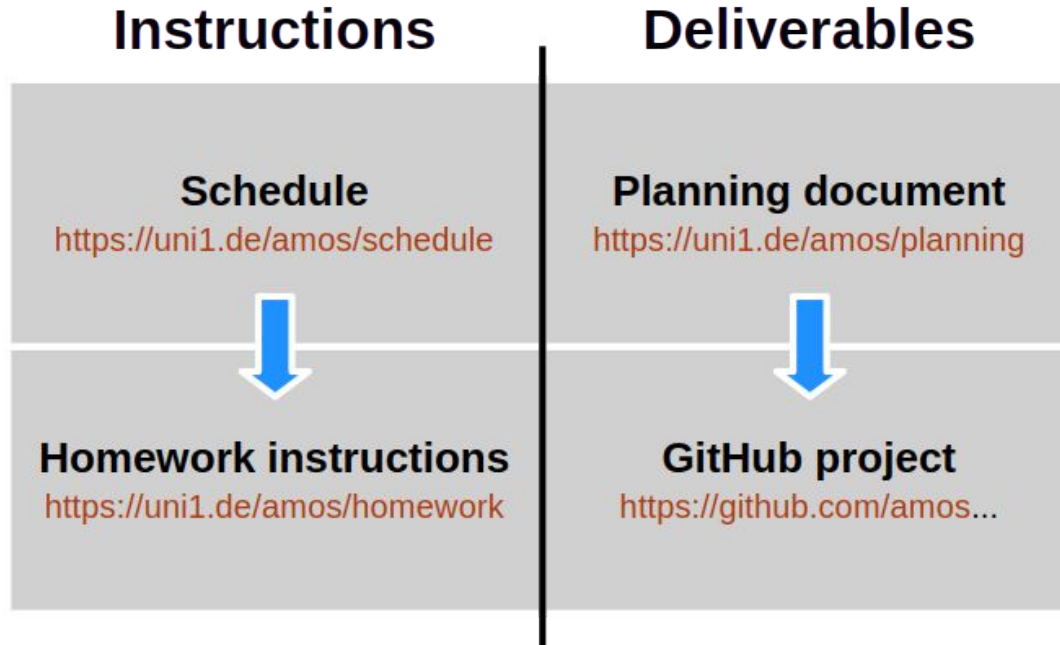 Instructions
Deliverables
Schedule
https://uni1.de/amos/schedule
Planning document
https://uni1.de/amos/planning
Homework instructions
https://uni1.de/amos/homework
GitHub project
https://github.com/amos...